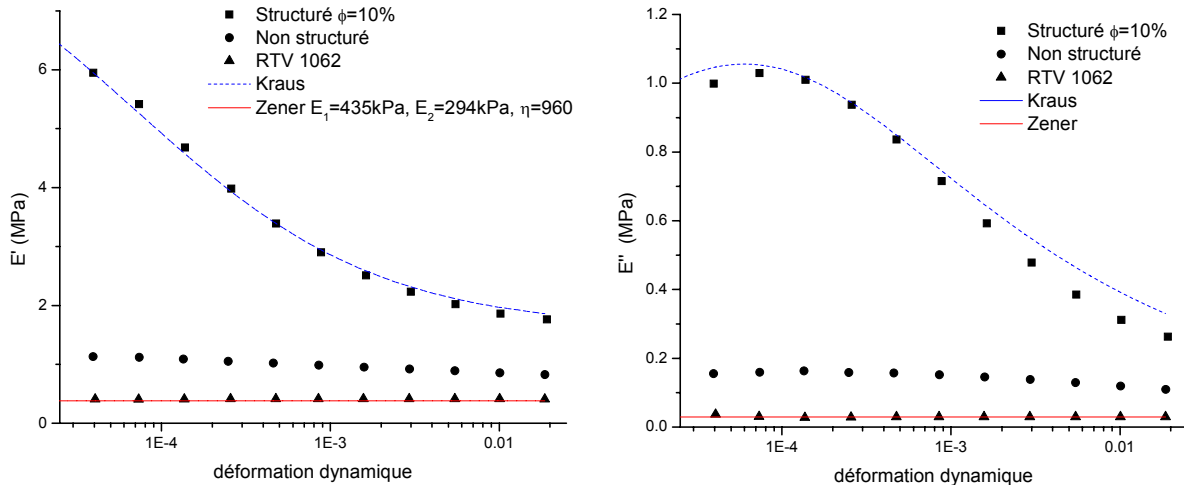 Structuré ϕ=10%
Non structuré
RTV 1062
Kraus
Zener E₁=435kPa, E₂=294kPa, η=960
E' (MPa)
6
4
2
0
1E-4
1E-3
0.01
déformation dynamique
Structuré ϕ=10%
Non structuré
RTV 1062
Kraus
Zener
E'' (MPa)
1.2
1.0
0.8
0.6
0.4
0.2
0.0
1E-4
1E-3
0.01
déformation dynamique